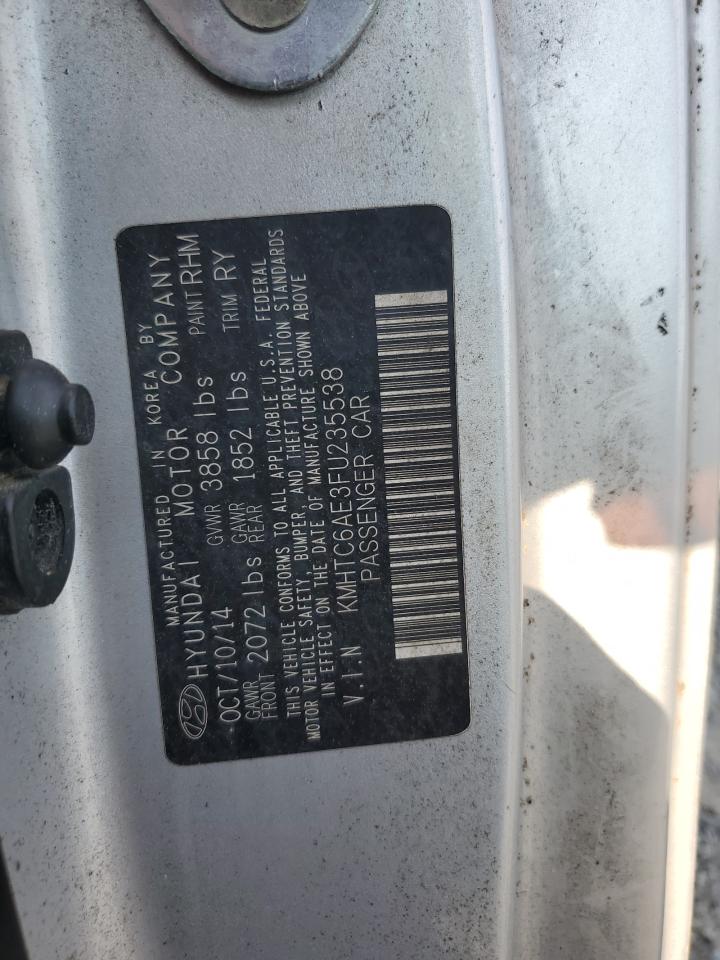 MANUFACTURED IN KOREA BY
HYUNDAI MOTOR COMPANY
OCT/10/14 GVWR 3858 lbs PAINT RHM
GAWR FRONT 2072 lbs GAWR REAR 1852 lbs TRIM RY
THIS VEHICLE CONFORMS TO ALL APPLICABLE U.S.A. FEDERAL
MOTOR VEHICLE SAFETY, BUMPER, AND THEFT PREVENTION STANDARDS
IN EFFECT ON THE DATE OF MANUFACTURE SHOWN ABOVE
V.I.N KMHTC6AE3FU235538
PASSENGER CAR